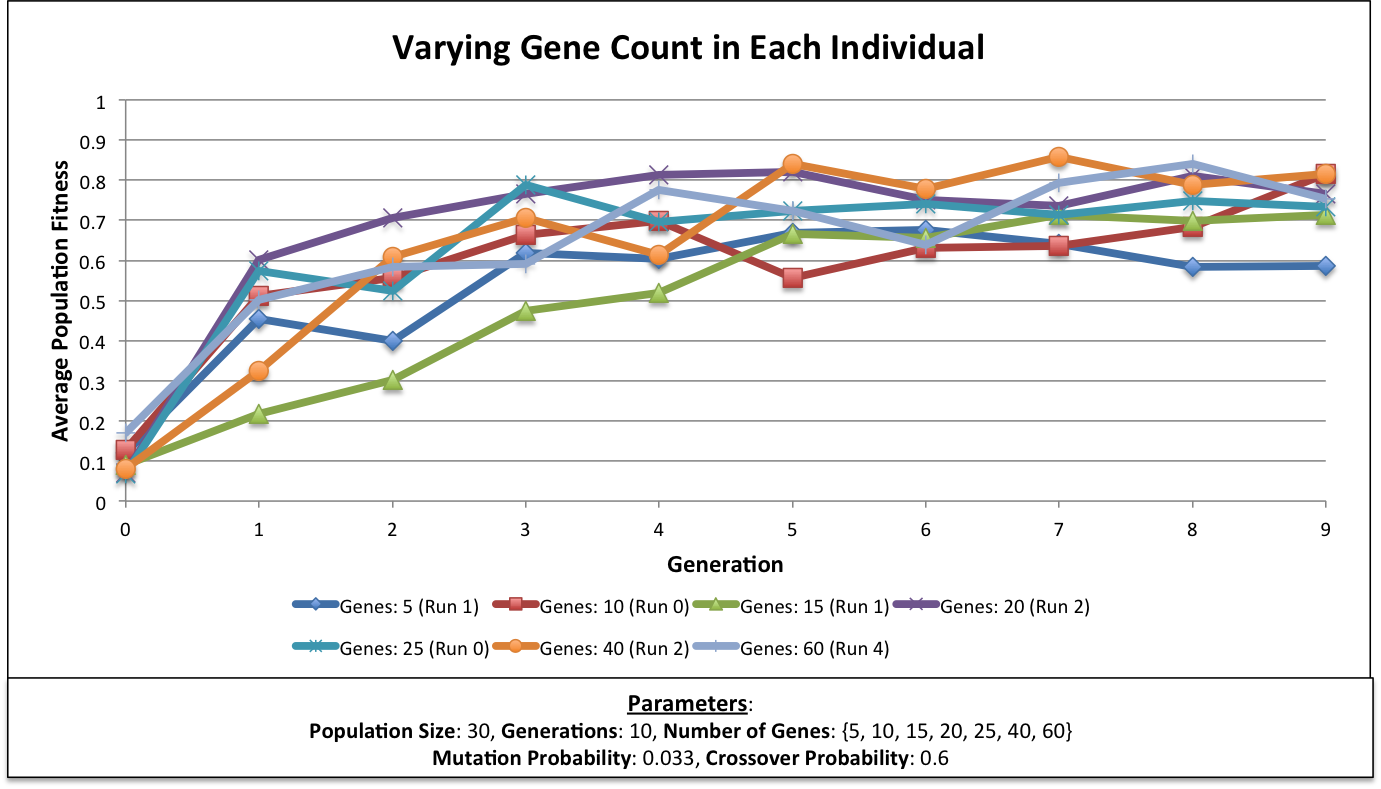 Varying Gene Count in Each Individual
1
0.9
0.8
0.7
0.6
0.5
0.4
0.3
0.2
0.1
0
Average Population Fitness
0 1 2 3 4 5 6 7 8 9
Generation
Genes: 5 (Run 1) Genes: 10 (Run 0) Genes: 15 (Run 1) Genes: 20 (Run 2)
Genes: 25 (Run 0) Genes: 40 (Run 2) Genes: 60 (Run 4)
Parameters:
Population Size: 30, Generations: 10, Number of Genes: {5, 10, 15, 20, 25, 40, 60}
Mutation Probability: 0.033, Crossover Probability: 0.6